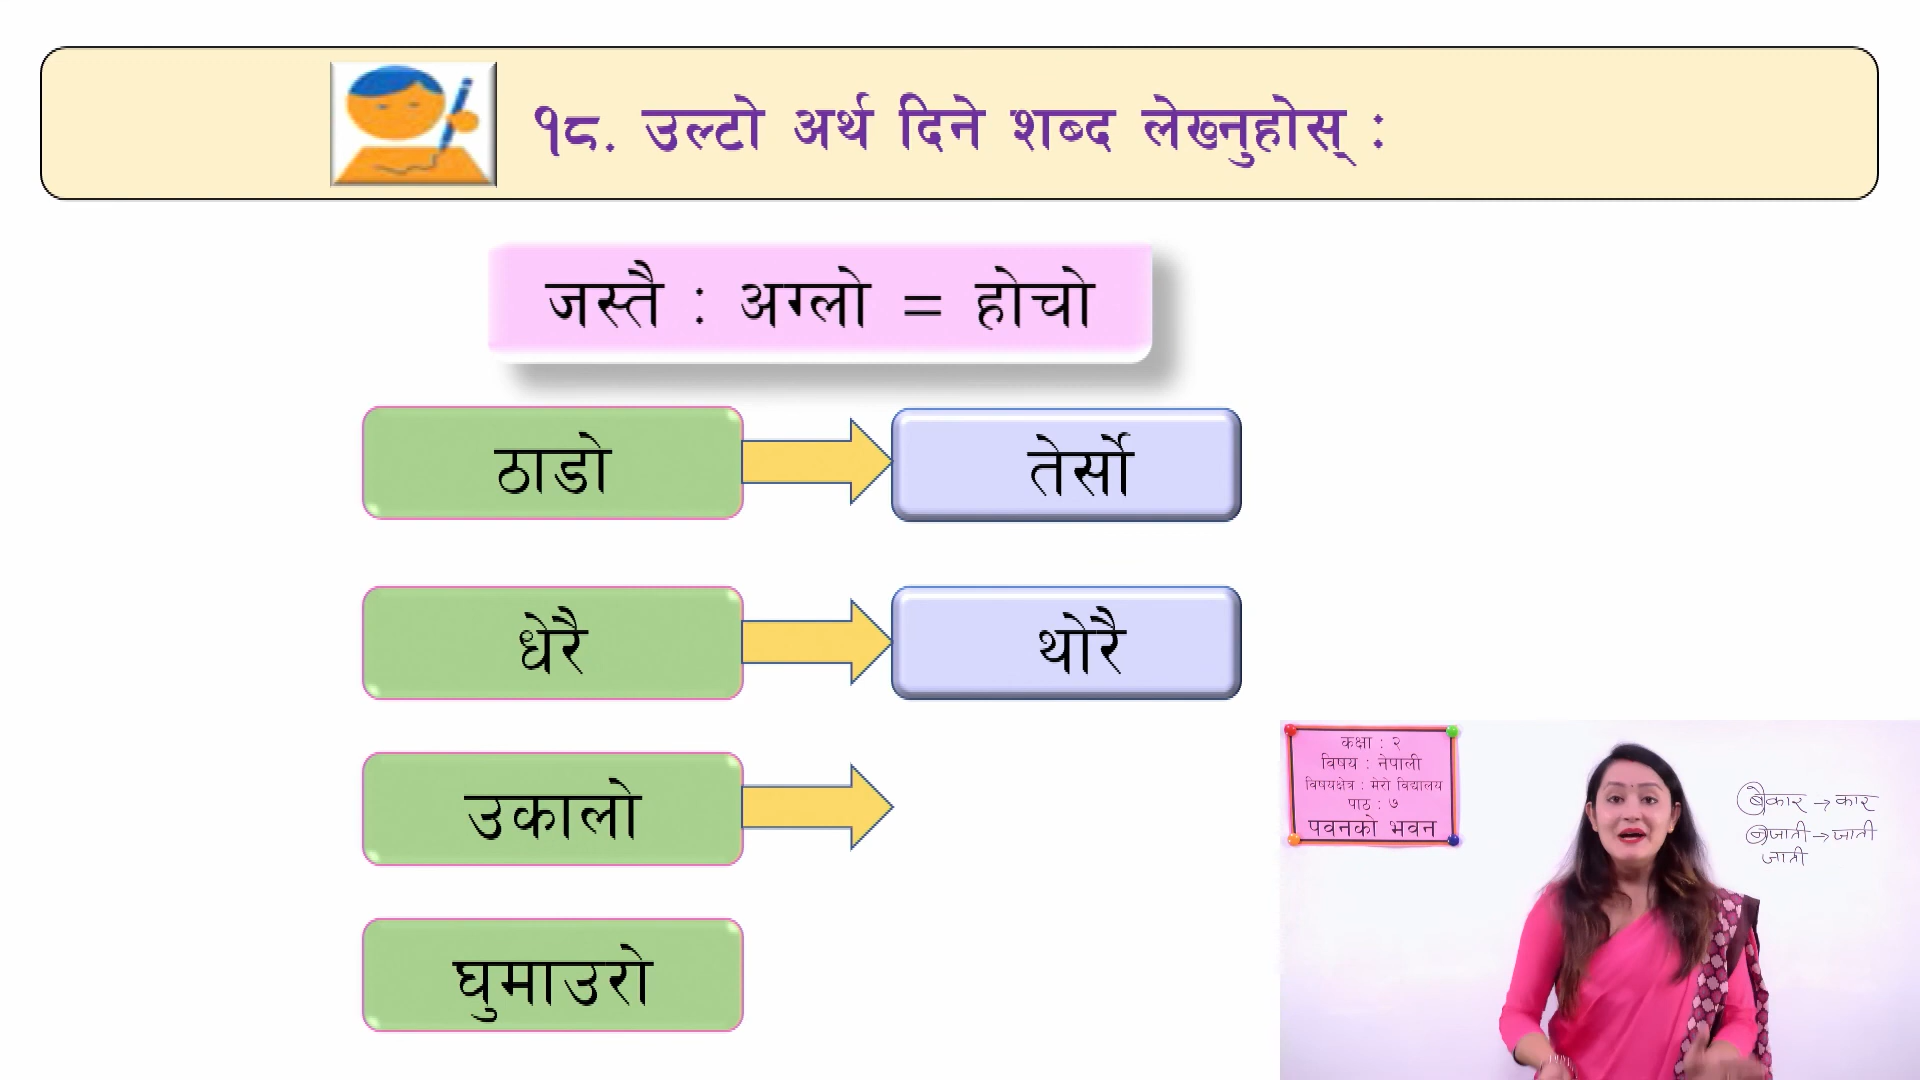 १८. उल्टो अर्थ दिने शब्द लेख्नुहोस् :
जस्तै : अग्लो = होचो
ठाडो
तेर्सो
धेरै
थोरै
उकालो
घुमाउरो
कक्षा : २
विषय : नेपाली
विषयक्षेत्र : मेरो विद्यालय
पाठ : ७
पवनको भवन
बेकार → कार
बेजाती → जाती
जाती